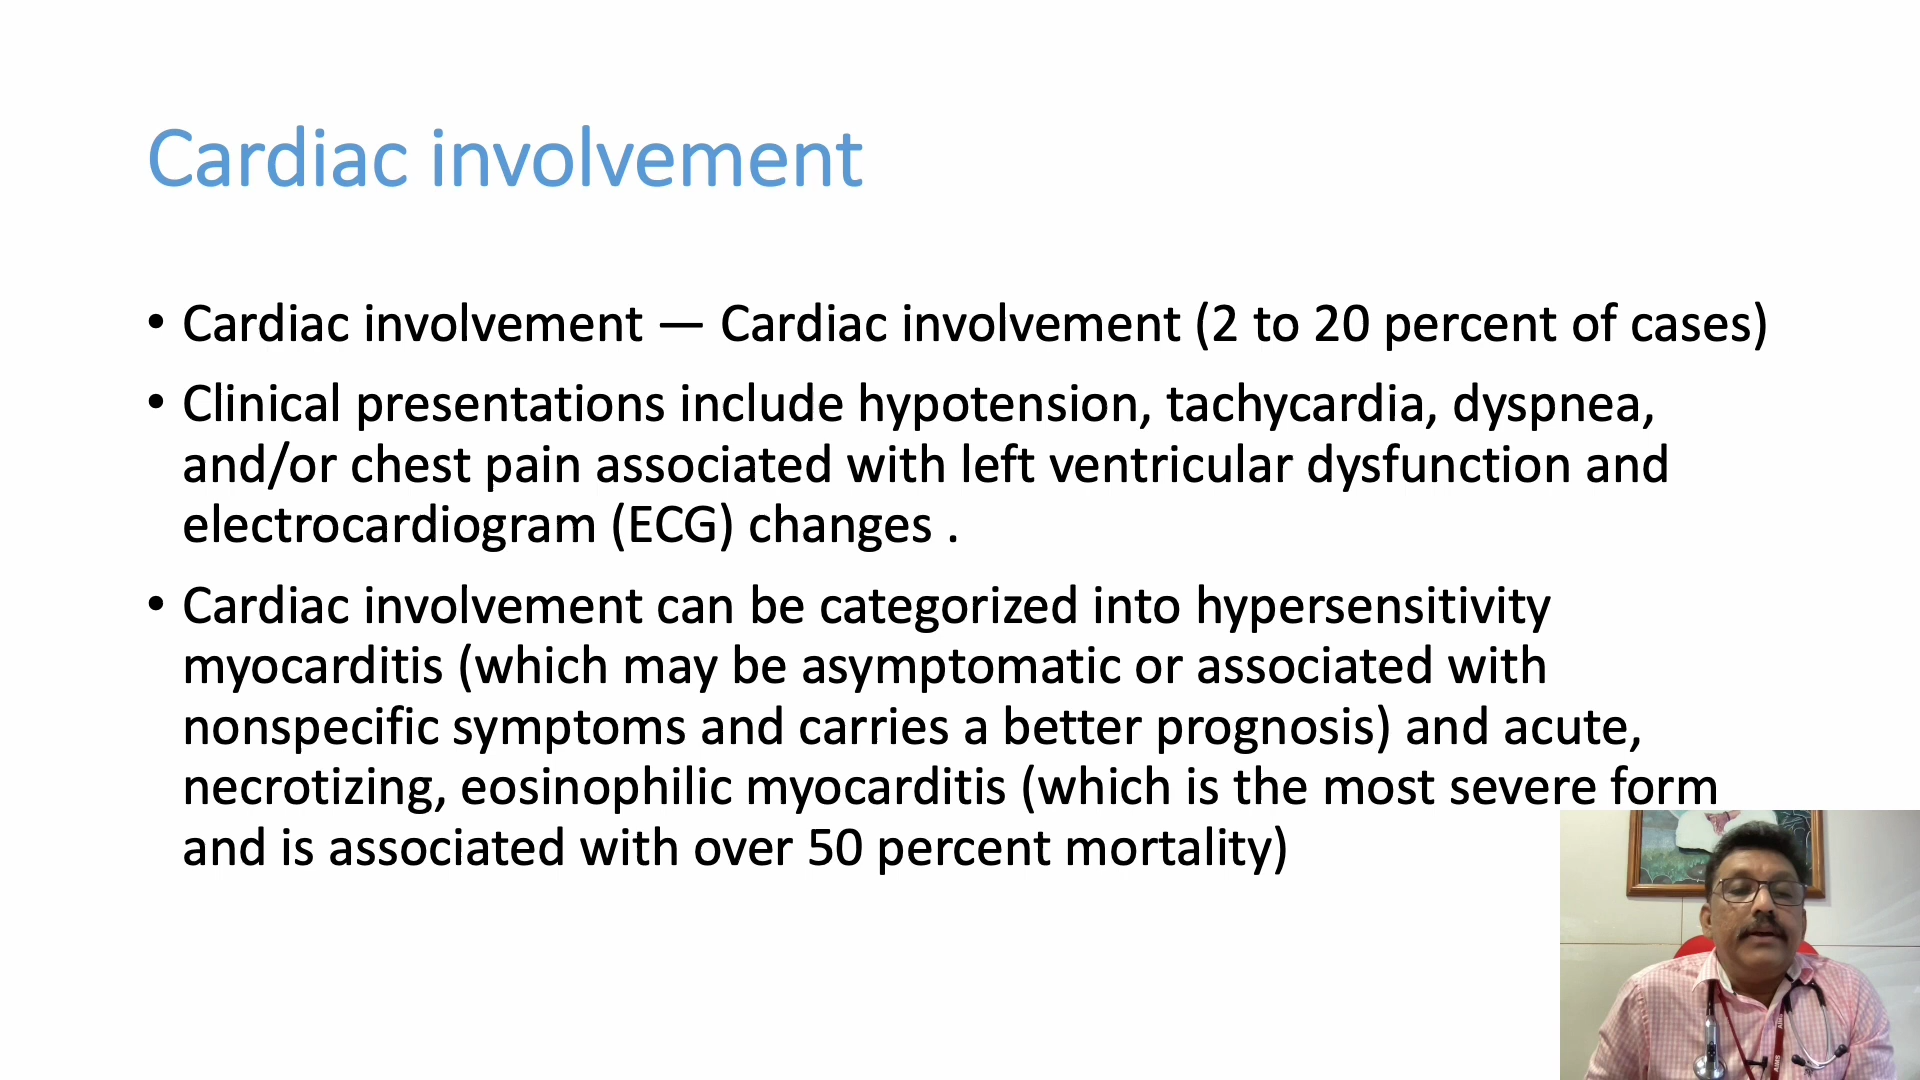 Cardiac involvement
• Cardiac involvement — Cardiac involvement (2 to 20 percent of cases)
• Clinical presentations include hypotension, tachycardia, dyspnea,
and/or chest pain associated with left ventricular dysfunction and
electrocardiogram (ECG) changes .
• Cardiac involvement can be categorized into hypersensitivity
myocarditis (which may be asymptomatic or associated with
nonspecific symptoms and carries a better prognosis) and acute,
necrotizing, eosinophilic myocarditis (which is the most severe form
and is associated with over 50 percent mortality)